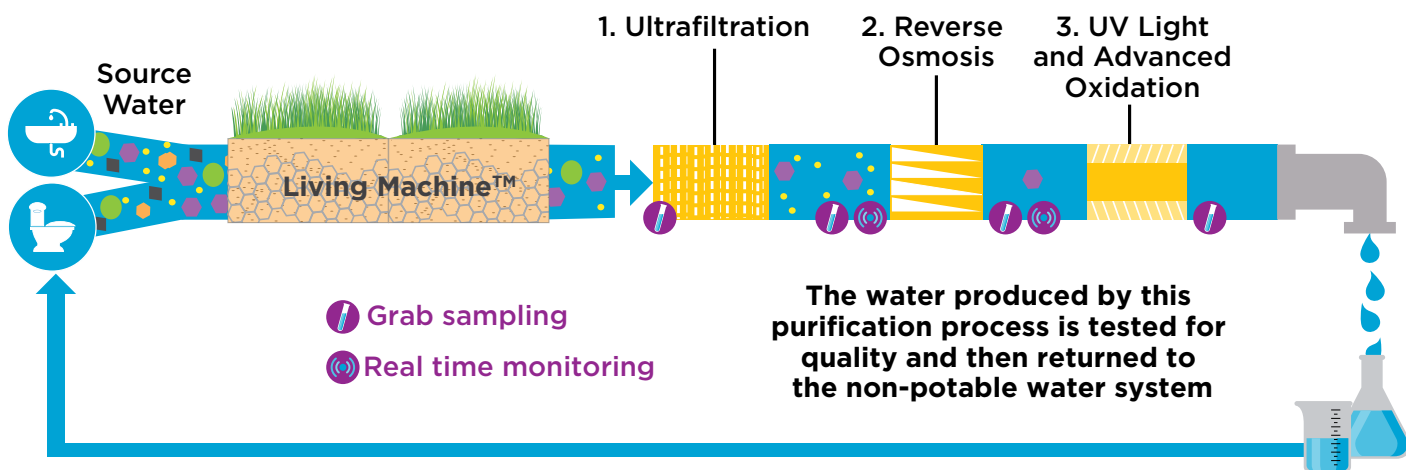 1. Ultrafiltration
2. Reverse
Osmosis
3. UV Light
and Advanced
Oxidation
Source
Water
Living Machine™
Grab sampling
Real time monitoring
The water produced by this
purification process is tested for
quality and then returned to
the non-potable water system